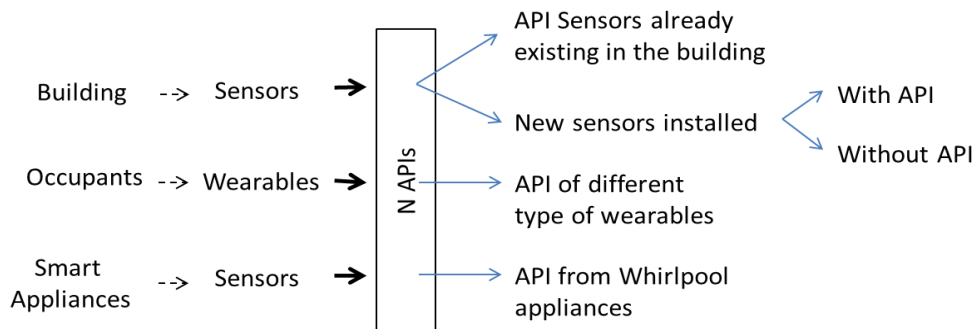 Building
Sensors
Occupants
Wearables
Smart
Appliances
Sensors
N APIs
API Sensors already
existing in the building
New sensors installed
With API
Without API
API of different
type of wearables
API from Whirlpool
appliances